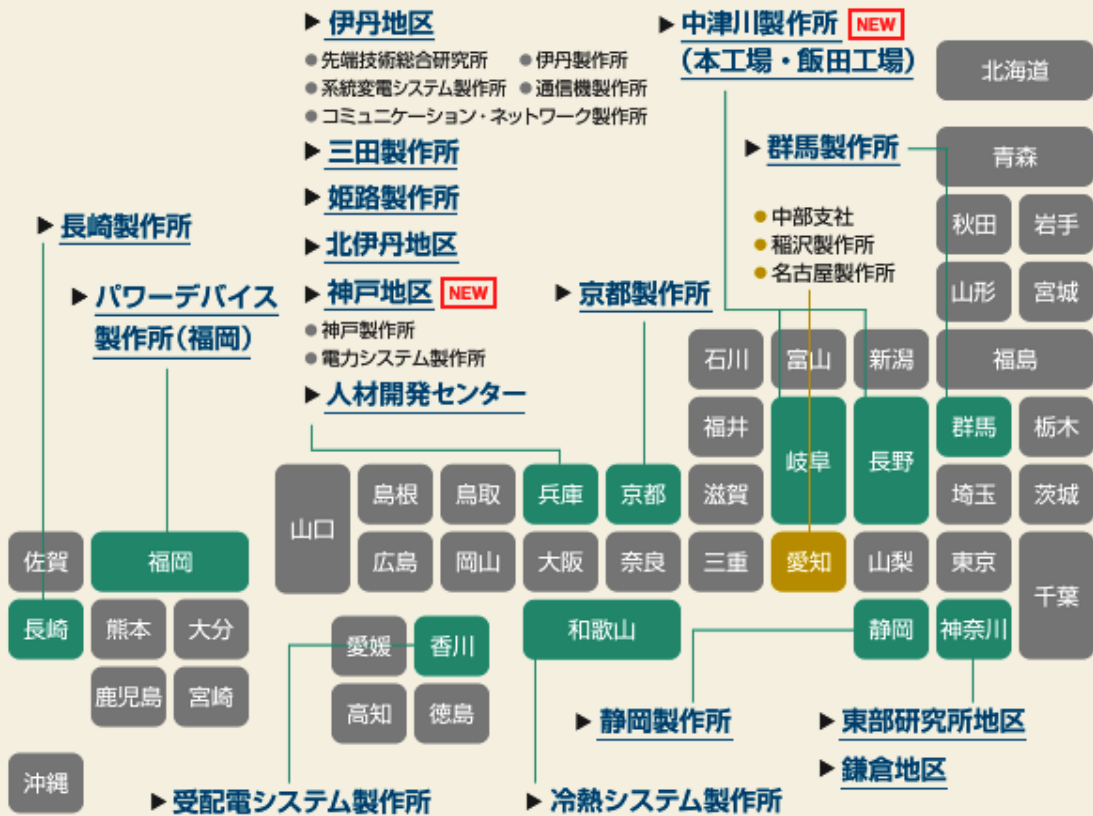 ▶ 伊丹地区
● 先端技術総合研究所 ● 伊丹製作所
● 系統変電システム製作所 ● 通信機製作所
● コミュニケーション・ネットワーク製作所
▶ 三田製作所
▶ 姫路製作所
▶ 北伊丹地区
▶ 神戸地区 NEW
● 神戸製作所
● 電力システム製作所
▶ 人材開発センター
▶ 中津川製作所 NEW
(本工場・飯田工場)
▶ 群馬製作所
● 中部支社
● 稲沢製作所
● 名古屋製作所
▶ 京都製作所
▶ 長崎製作所
▶ パワーデバイス
製作所(福岡)
北海道
青森
秋田 岩手
山形 宮城
石川 富山 新潟 福島
福井 岐阜 長野 群馬 栃木
山口 島根 鳥取 兵庫 京都 滋賀 埼玉 茨城
佐賀 福岡 広島 岡山 大阪 奈良 三重 愛知 山梨 東京 千葉
長崎 熊本 大分 愛媛 香川 和歌山 静岡 神奈川
鹿児島 宮崎 高知 徳島
沖縄
▶ 静岡製作所
▶ 東部研究所地区
▶ 鎌倉地区
▶ 受配電システム製作所
▶ 冷熱システム製作所